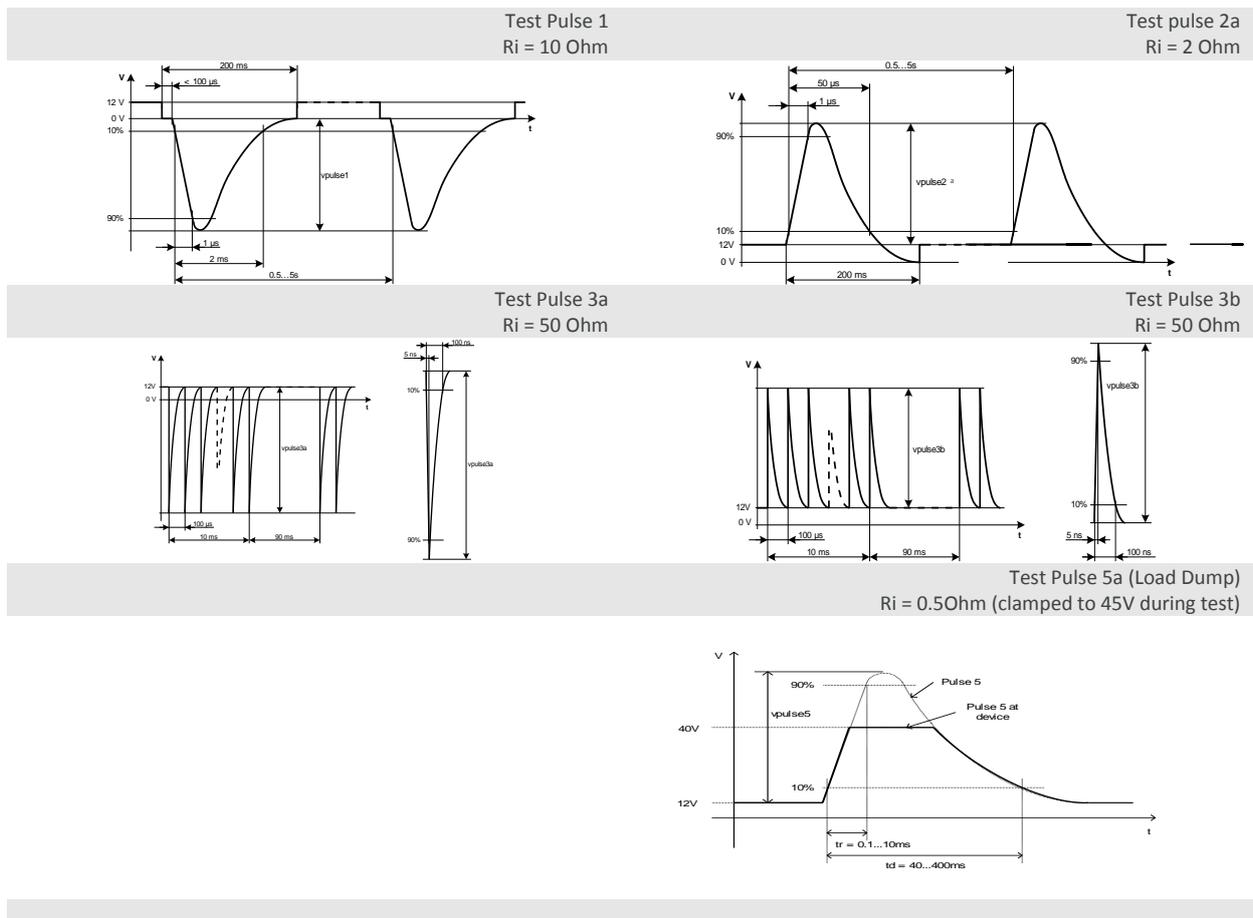 Test Pulse 1
Ri = 10 Ohm
Test pulse 2a
Ri = 2 Ohm
200 ms
V
< 100 µs
12 V
0 V
10%
t
vpulse1
90%
1 µs
2 ms
0.5...5s
0.5...5s
50 µs
V
1 µs
90%
vpulse2 a
10%
12V
0 V
t
200 ms
Test Pulse 3a
Ri = 50 Ohm
Test Pulse 3b
Ri = 50 Ohm
V
12V
0 V
t
vpulse3a
100 µs
10 ms
90 ms
100 ns
5 ns
10%
vpulse3a
90%
V
vpulse3b
12V
0 V
t
100 µs
10 ms
90 ms
90%
vpulse3b
10%
5 ns
100 ns
Test Pulse 5a (Load Dump)
Ri = 0.5Ohm (clamped to 45V during test)
V
90%
Pulse 5
vpulse5
Pulse 5 at
device
40V
10%
12V
t
tr = 0.1...10ms
td = 40...400ms